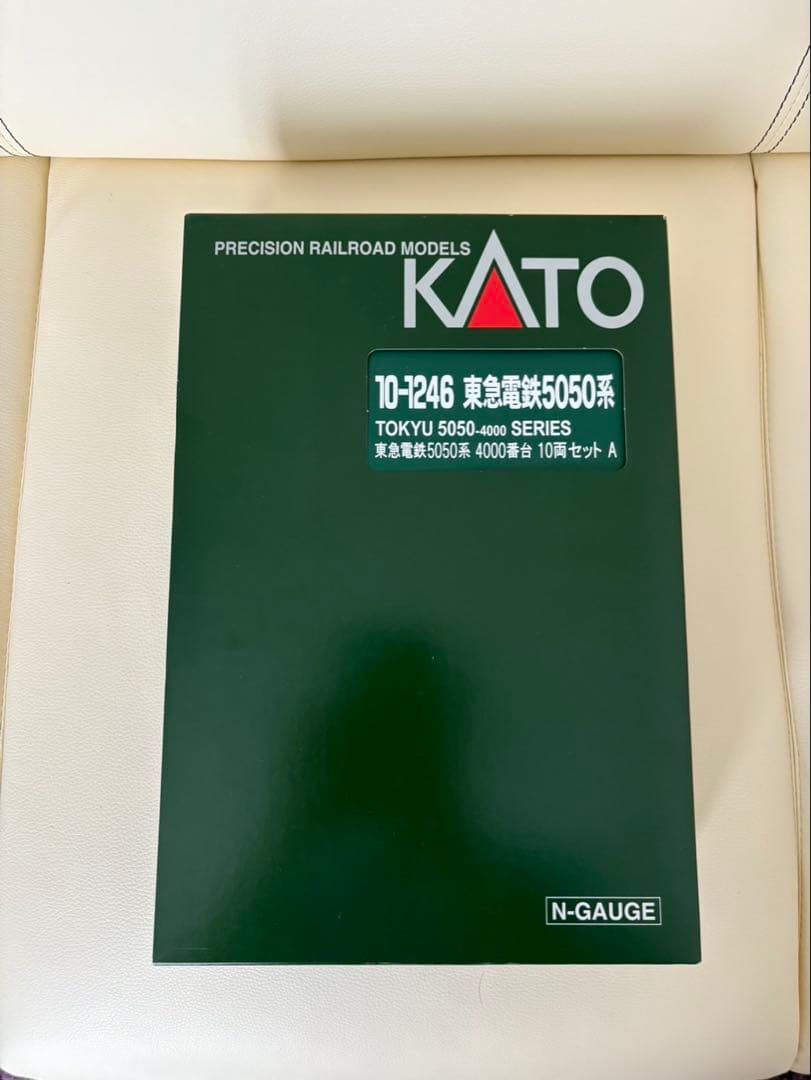 PRECISION RAILROAD MODELS
KATO
10-1246 東急電鉄5050系
TOKYU 5050-4000 SERIES
東急電鉄5050系 4000番台 10両セット A
N-GAUGE